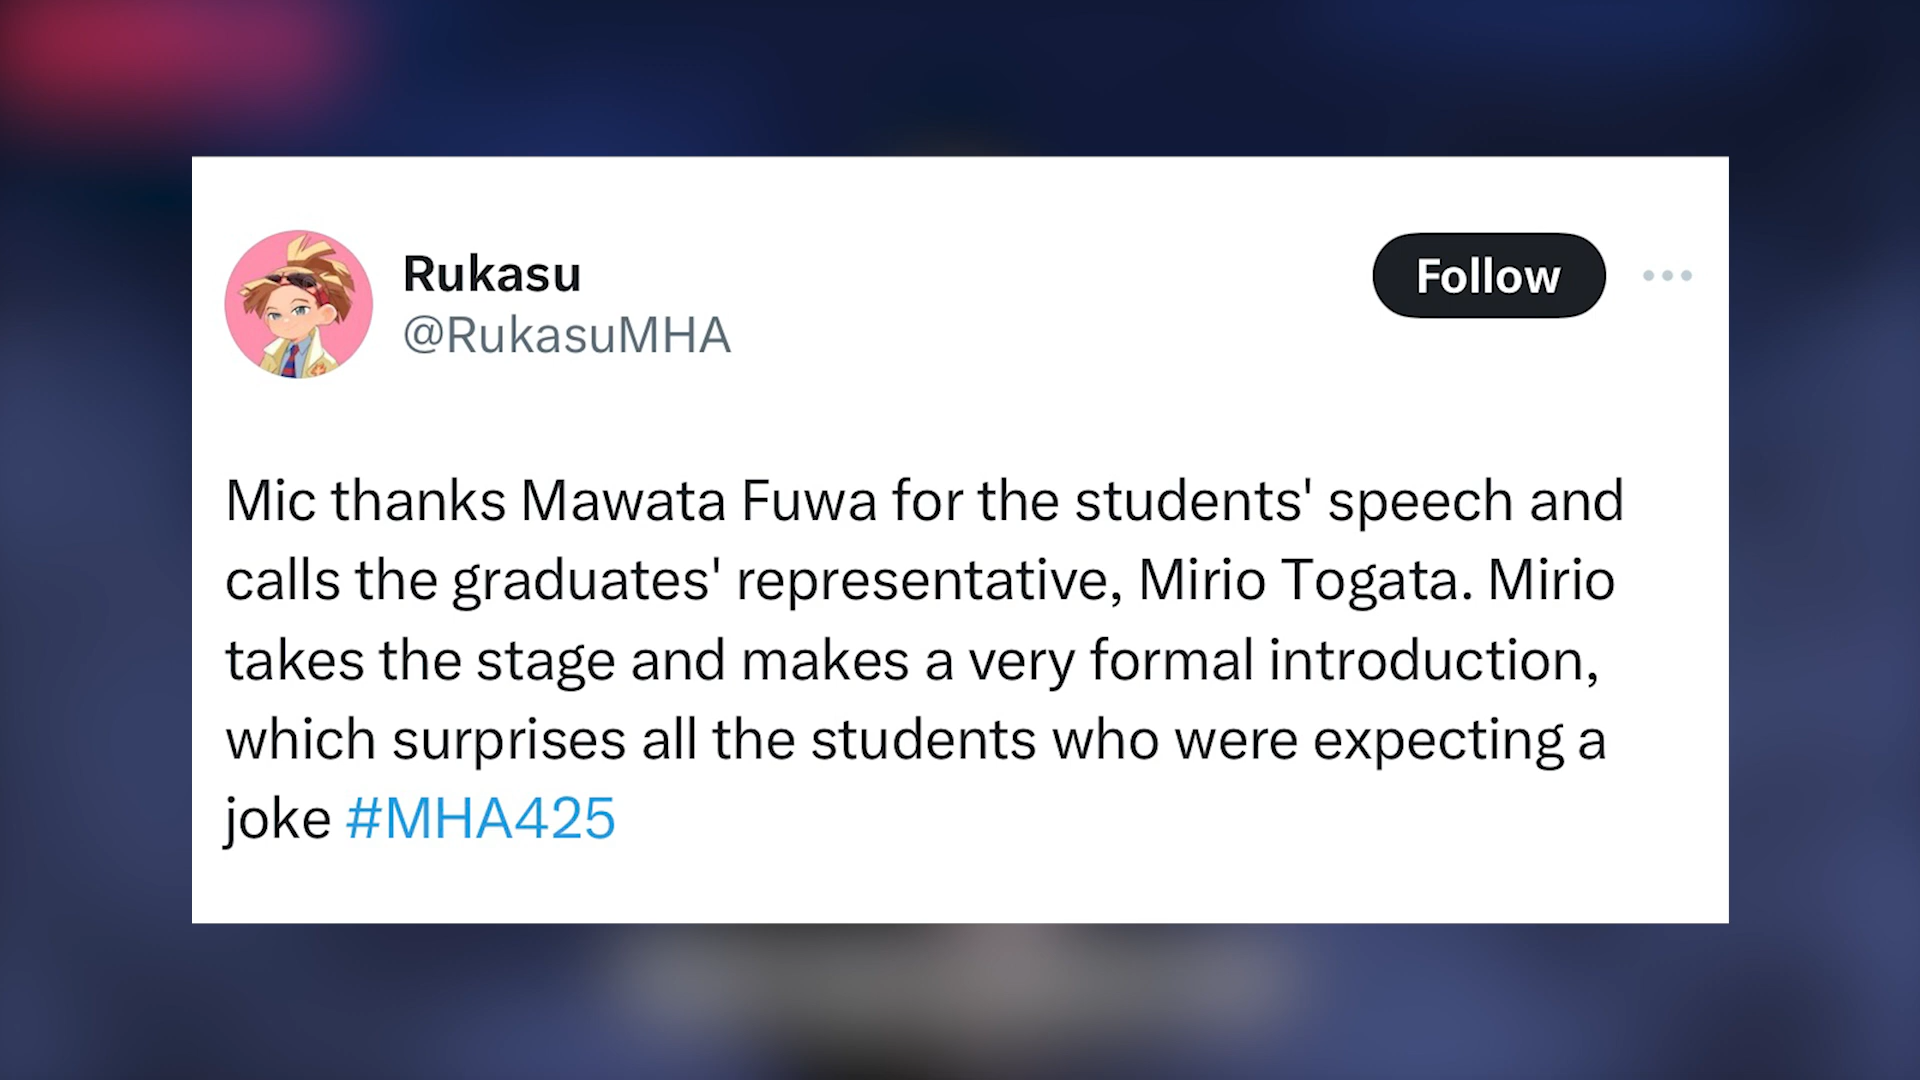 Rukasu
@RukasuMHA
Follow
Mic thanks Mawata Fuwa for the students' speech and
calls the graduates' representative, Mirio Togata. Mirio
takes the stage and makes a very formal introduction,
which surprises all the students who were expecting a
joke #MHA425